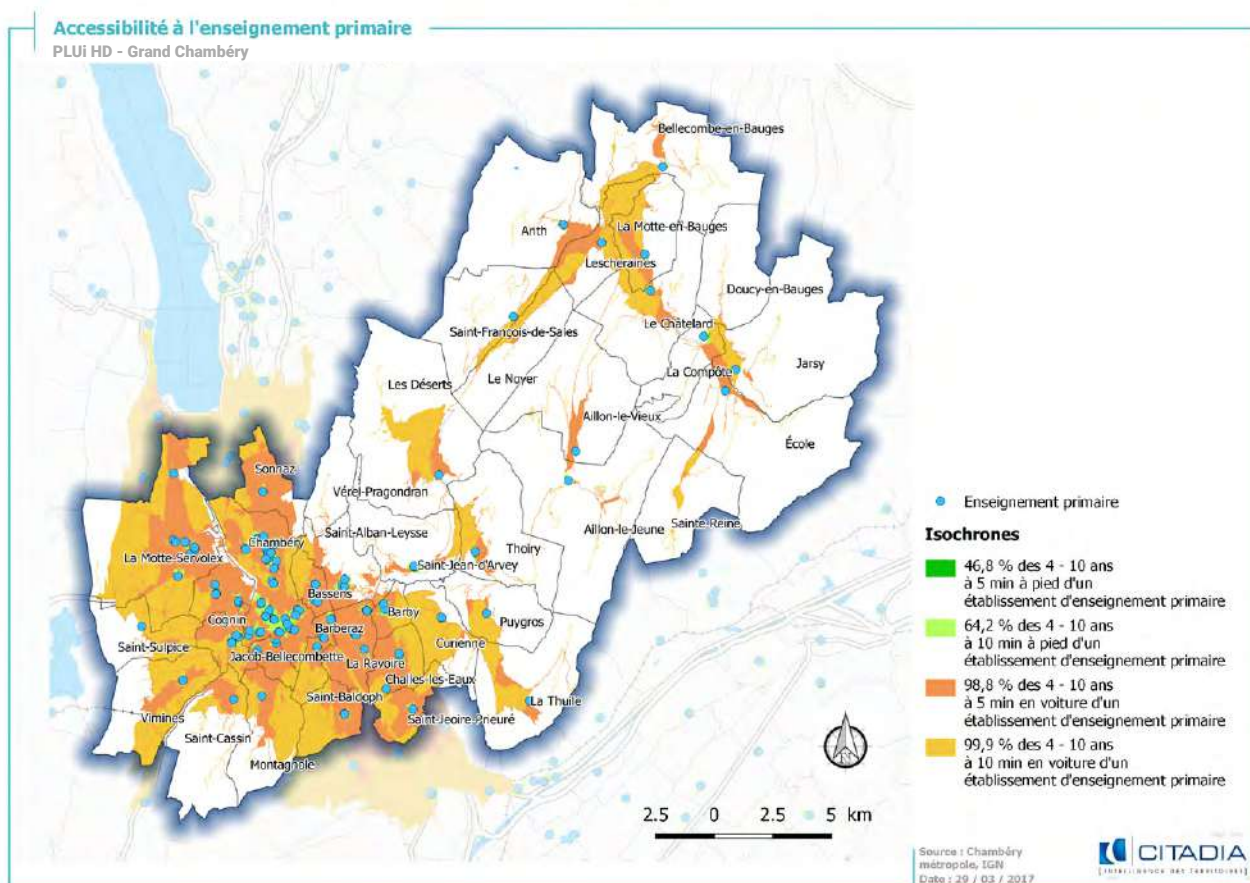 Accessibilité à l'enseignement primaire
PLUi HD - Grand Chambéry
Bellecombe-en-Bauges
Arith
La Motte-en-Bauges
Lescheraines
Doucy-en-Bauges
Saint-François-de-Sales
Le Châtelard
Jarsy
La Compôte
Les Déserts
Le Noyer
Aillon-le-Vieux
École
Sonnaz
Vérel-Pragondran
Aillon-le-Jeune
Sainte-Reine
Saint-Alban-Leysse
Chambéry
Thoiry
La Motte-Servolex
Saint-Jean-d'Arvey
Bassens
Barby
Puygros
Cognin
Barberaz
Curienne
Saint-Sulpice
Jacob-Bellecombette
La Ravoire
Challes-les-Eaux
Saint-Baldoph
La Thuile
Vimines
Saint-Jeoire-Prieuré
Saint-Cassin
Montagnole
Enseignement primaire
Isochrones
46,8 % des 4 - 10 ans
à 5 min à pied d'un
établissement d'enseignement primaire
64,2 % des 4 - 10 ans
à 10 min à pied d'un
établissement d'enseignement primaire
98,8 % des 4 - 10 ans
à 5 min en voiture d'un
établissement d'enseignement primaire
99,9 % des 4 - 10 ans
à 10 min en voiture d'un
établissement d'enseignement primaire
N
2.5 0 2.5 5 km
Source : Chambéry
métropole, IGN
Date : 29 / 03 / 2017
CITADIA
[INTELLIGENCE DES TERRITOIRES]